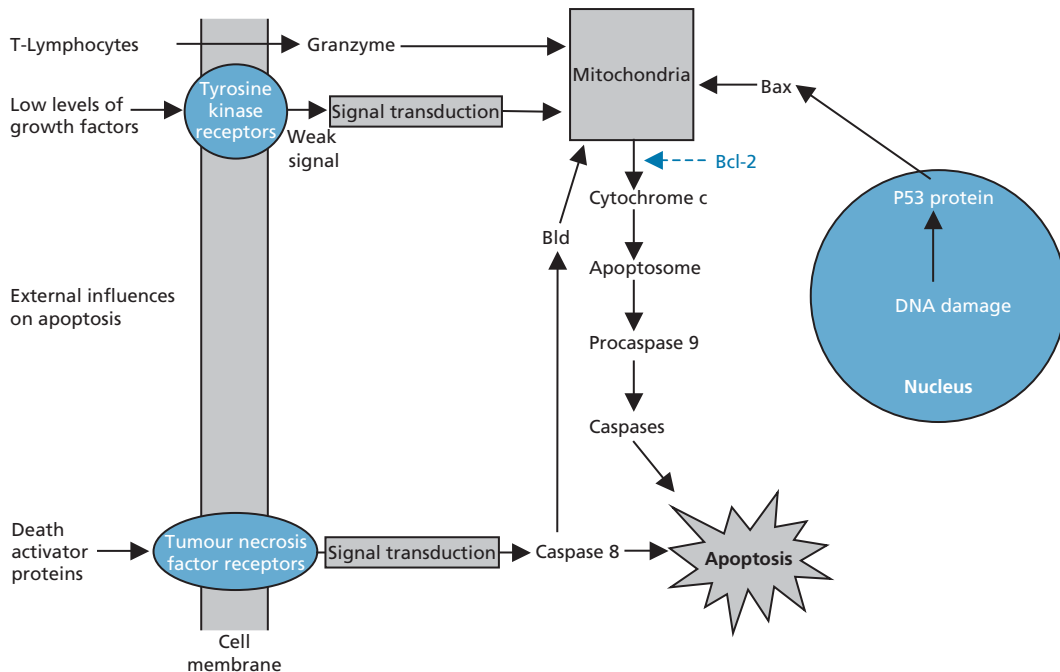 T-Lymphocytes
Granzyme
Mitochondria
Bax
Low levels of
growth factors
Tyrosine
kinase
receptors
Weak
signal
Signal transduction
Bcl-2
Cytochrome c
P53 protein
Bld
Apoptosome
DNA damage
External influences
on apoptosis
Procaspase 9
Nucleus
Caspases
Death
activator
proteins
Tumour necrosis
factor receptors
Signal transduction
Caspase 8
Apoptosis
Cell
membrane